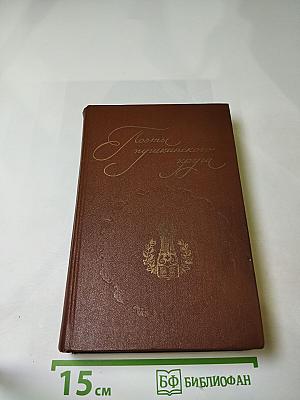 Поэты
пушкинского
круга
15 см
БФ БИБЛИОФАН